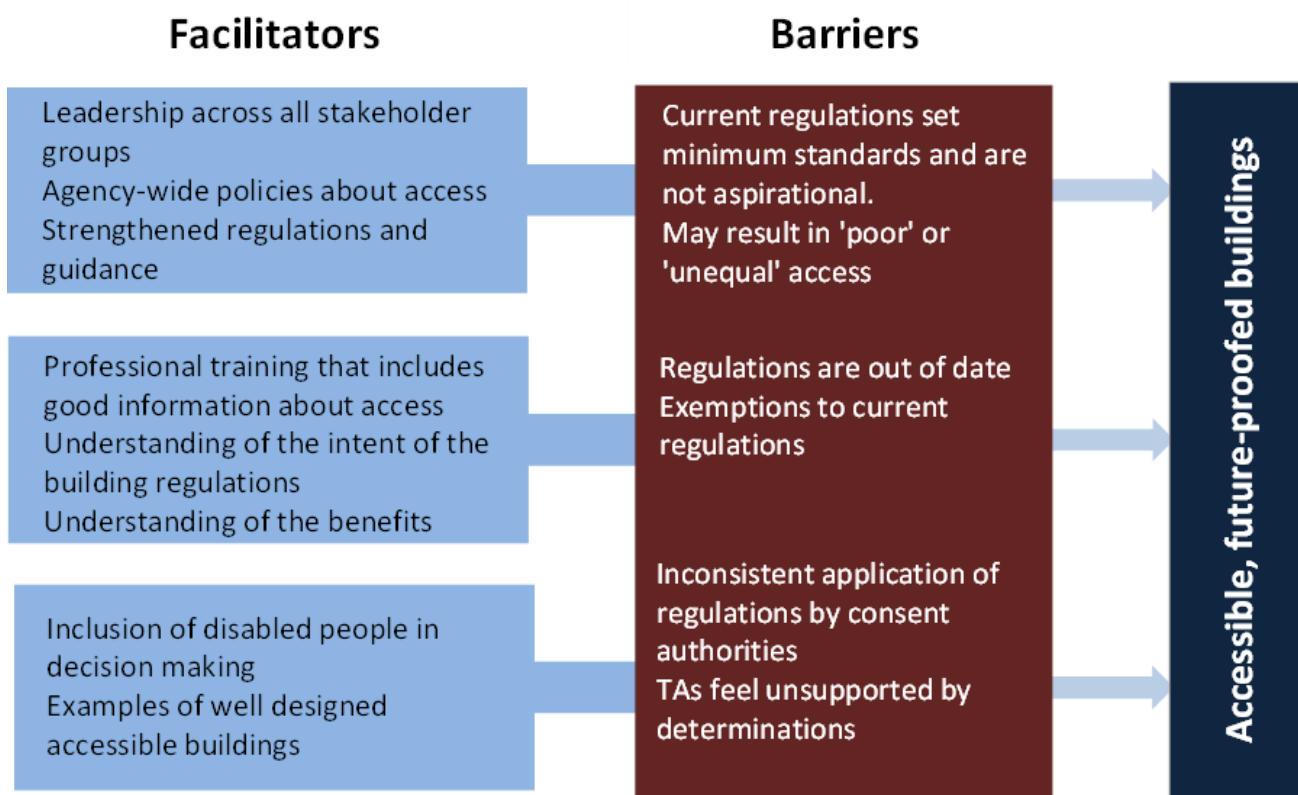 Facilitators
Barriers
Leadership across all stakeholder
groups
Agency-wide policies about access
Strengthened regulations and
guidance
Current regulations set
minimum standards and are
not aspirational.
May result in 'poor' or
'unequal' access
Professional training that includes
good information about access
Understanding of the intent of the
building regulations
Understanding of the benefits
Regulations are out of date
Exemptions to current
regulations
Inclusion of disabled people in
decision making
Examples of well designed
accessible buildings
Inconsistent application of
regulations by consent
authorities
TAs feel unsupported by
determinations
Accessible, future-proofed buildings